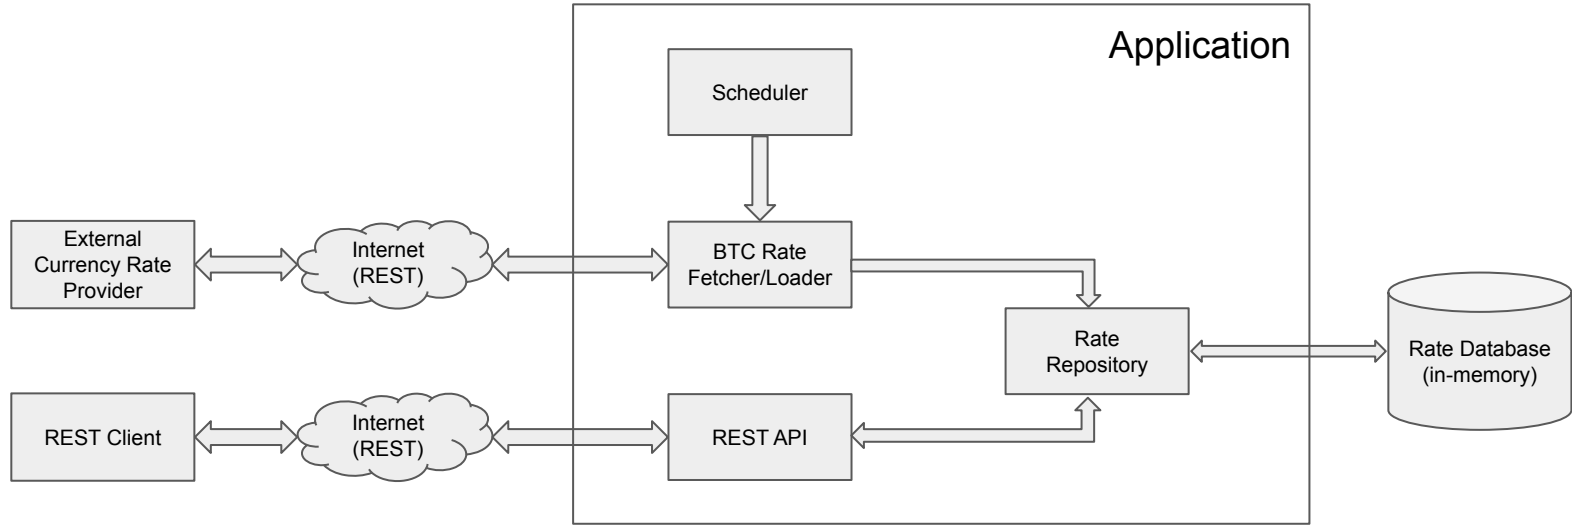 Application
Scheduler
External
Currency Rate
Provider
Internet
(REST)
BTC Rate
Fetcher/Loader
Rate
Repository
Rate Database
(in-memory)
REST Client
Internet
(REST)
REST API